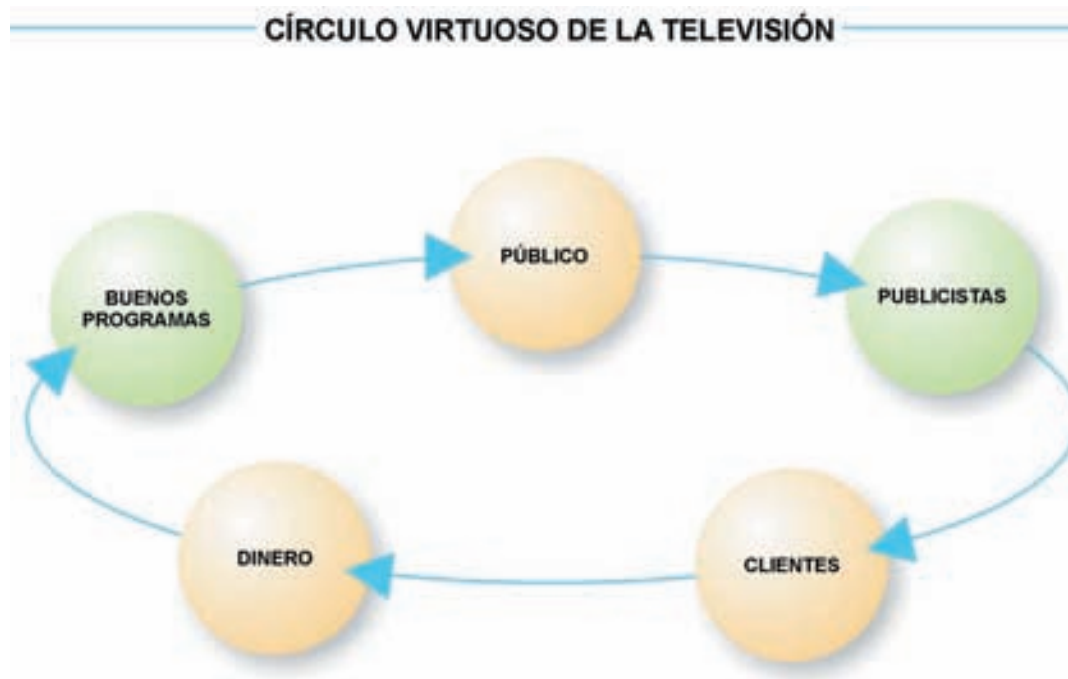 CÍRCULO VIRTUOSO DE LA TELEVISIÓN
PÚBLICO
BUENOS
PROGRAMAS
PUBLICISTAS
DINERO
CLIENTES